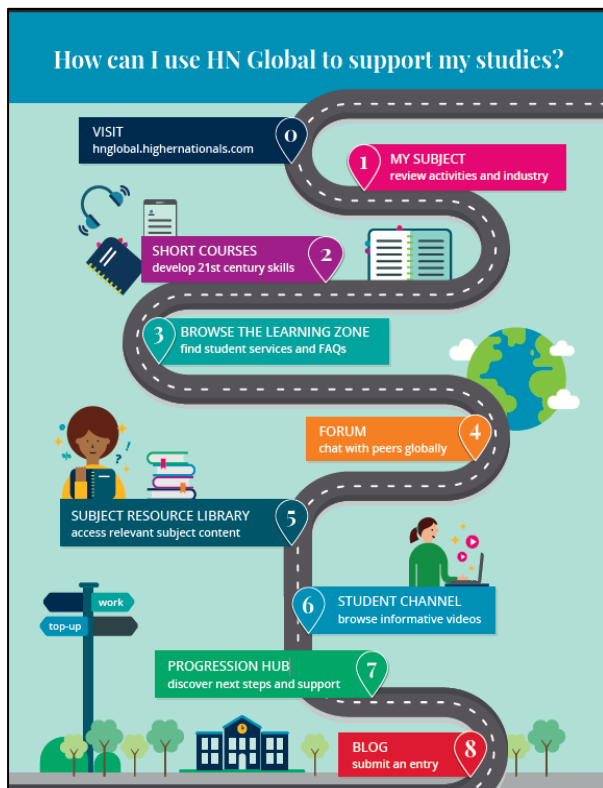 How can I use HN Global to support my studies?
0
VISIT
hnglobal.highernationals.com
1
MY SUBJECT
review activities and industry
SHORT COURSES
develop 21st century skills
2
3
BROWSE THE LEARNING ZONE
find student services and FAQs
FORUM
chat with peers globally
4
SUBJECT RESOURCE LIBRARY
access relevant subject content
5
6
STUDENT CHANNEL
browse informative videos
work
top-up
PROGRESSION HUB
discover next steps and support
7
BLOG
submit an entry
8